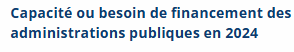 Capacité ou besoin de financement des
administrations publiques en 2024